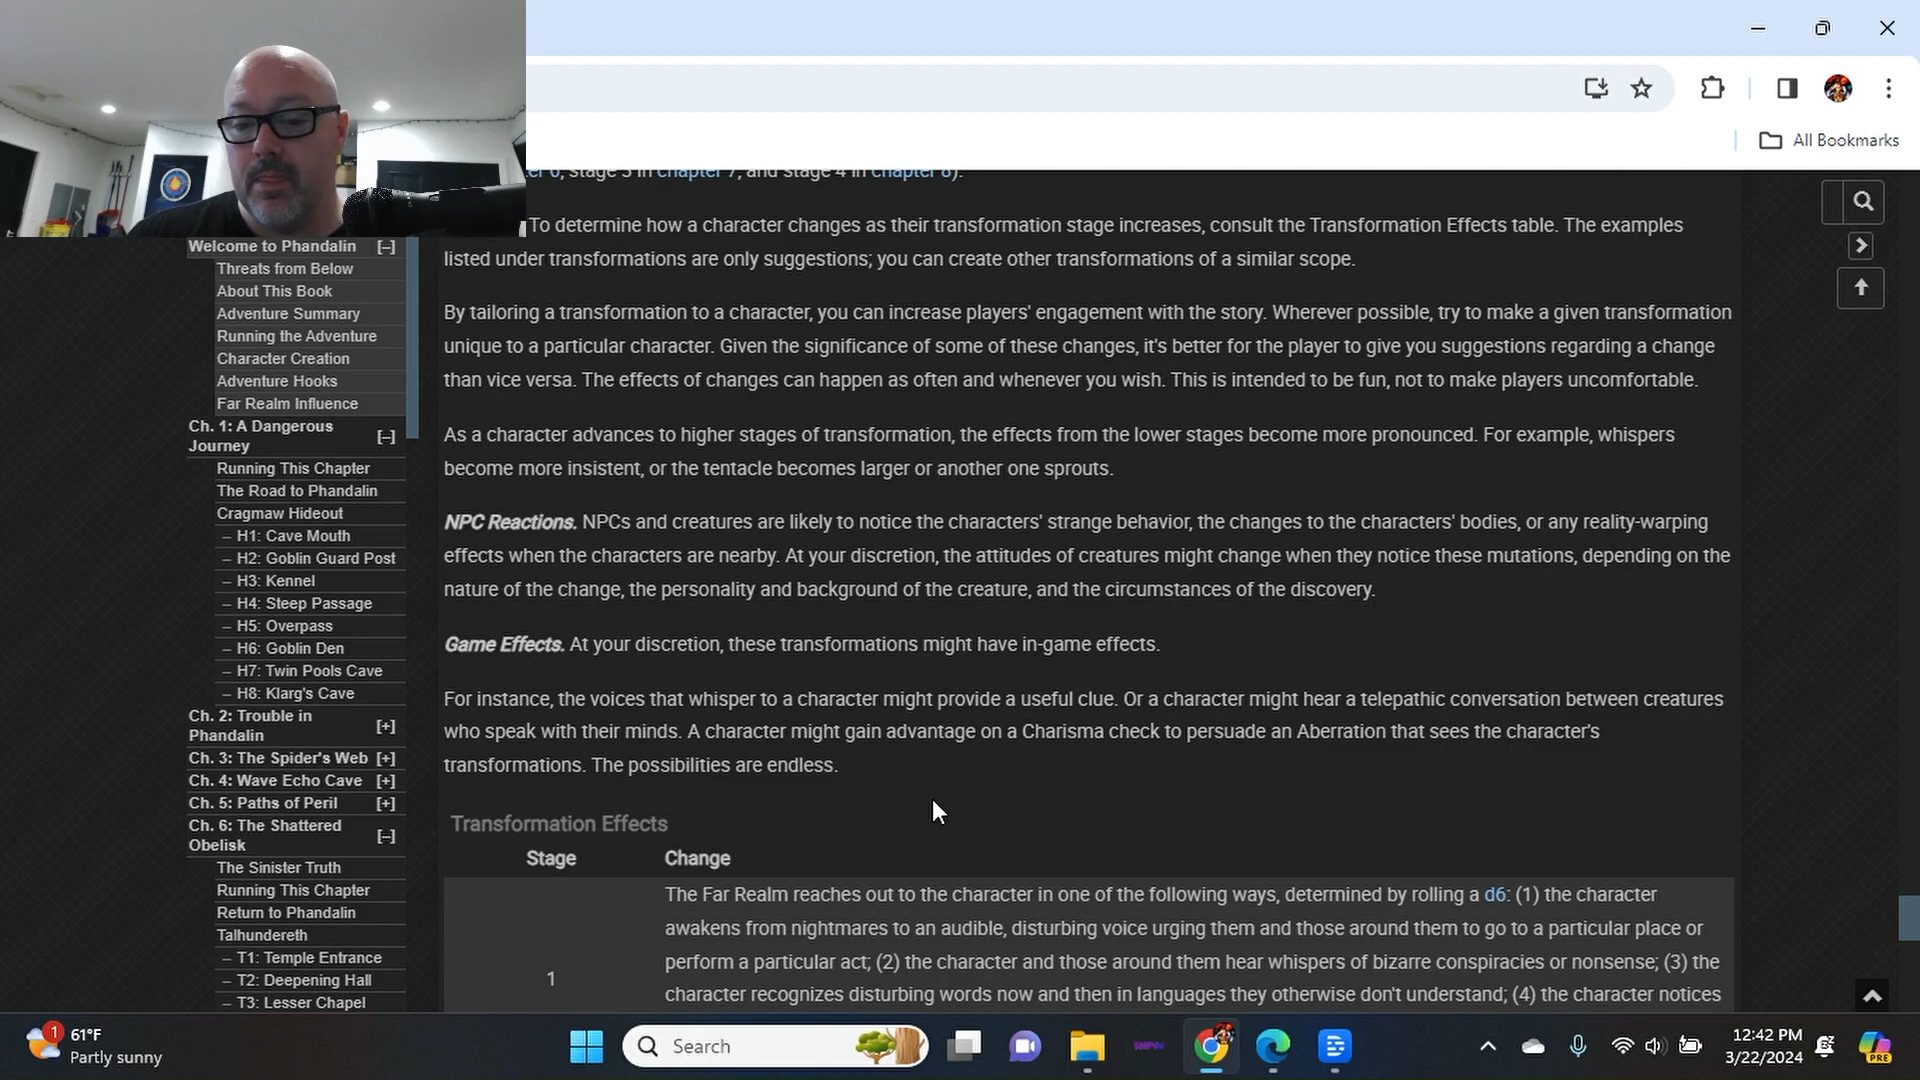 All Bookmarks
er 6, stage 3 in chapter 7, and stage 4 in chapter 8).
To determine how a character changes as their transformation stage increases, consult the Transformation Effects table. The examples
listed under transformations are only suggestions; you can create other transformations of a similar scope.
By tailoring a transformation to a character, you can increase players' engagement with the story. Wherever possible, try to make a given transformation
unique to a particular character. Given the significance of some of these changes, it's better for the player to give you suggestions regarding a change
than vice versa. The effects of changes can happen as often and whenever you wish. This is intended to be fun, not to make players uncomfortable.
As a character advances to higher stages of transformation, the effects from the lower stages become more pronounced. For example, whispers
become more insistent, or the tentacle becomes larger or another one sprouts.
NPC Reactions. NPCs and creatures are likely to notice the characters' strange behavior, the changes to the characters' bodies, or any reality-warping
effects when the characters are nearby. At your discretion, the attitudes of creatures might change when they notice these mutations, depending on the
nature of the change, the personality and background of the creature, and the circumstances of the discovery.
Game Effects. At your discretion, these transformations might have in-game effects.
For instance, the voices that whisper to a character might provide a useful clue. Or a character might hear a telepathic conversation between creatures
who speak with their minds. A character might gain advantage on a Charisma check to persuade an Aberration that sees the character's
transformations. The possibilities are endless.
Transformation Effects
Stage Change
The Far Realm reaches out to the character in one of the following ways, determined by rolling a d6: (1) the character
awakens from nightmares to an audible, disturbing voice urging them and those around them to go to a particular place or
perform a particular act; (2) the character and those around them hear whispers of bizarre conspiracies or nonsense; (3) the
1
character recognizes disturbing words now and then in languages they otherwise don't understand; (4) the character notices
Welcome to Phandalin [–]
Threats from Below
About This Book
Adventure Summary
Running the Adventure
Character Creation
Adventure Hooks
Far Realm Influence
Ch. 1: A Dangerous
Journey [–]
Running This Chapter
The Road to Phandalin
Cragmaw Hideout
– H1: Cave Mouth
– H2: Goblin Guard Post
– H3: Kennel
– H4: Steep Passage
– H5: Overpass
– H6: Goblin Den
– H7: Twin Pools Cave
– H8: Klarg's Cave
Ch. 2: Trouble in
Phandalin [+]
Ch. 3: The Spider's Web [+]
Ch. 4: Wave Echo Cave [+]
Ch. 5: Paths of Peril [+]
Ch. 6: The Shattered
Obelisk [–]
The Sinister Truth
Running This Chapter
Return to Phandalin
Talhundereth
– T1: Temple Entrance
– T2: Deepening Hall
– T3: Lesser Chapel
1
61°F
Partly sunny
Search
12:42 PM
3/22/2024
PRE